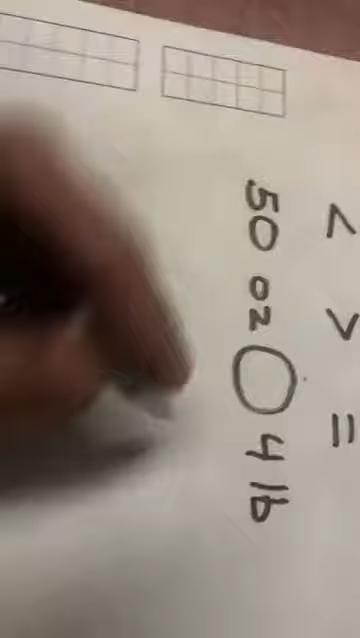 < > =
50 oz ◯ 4 lb